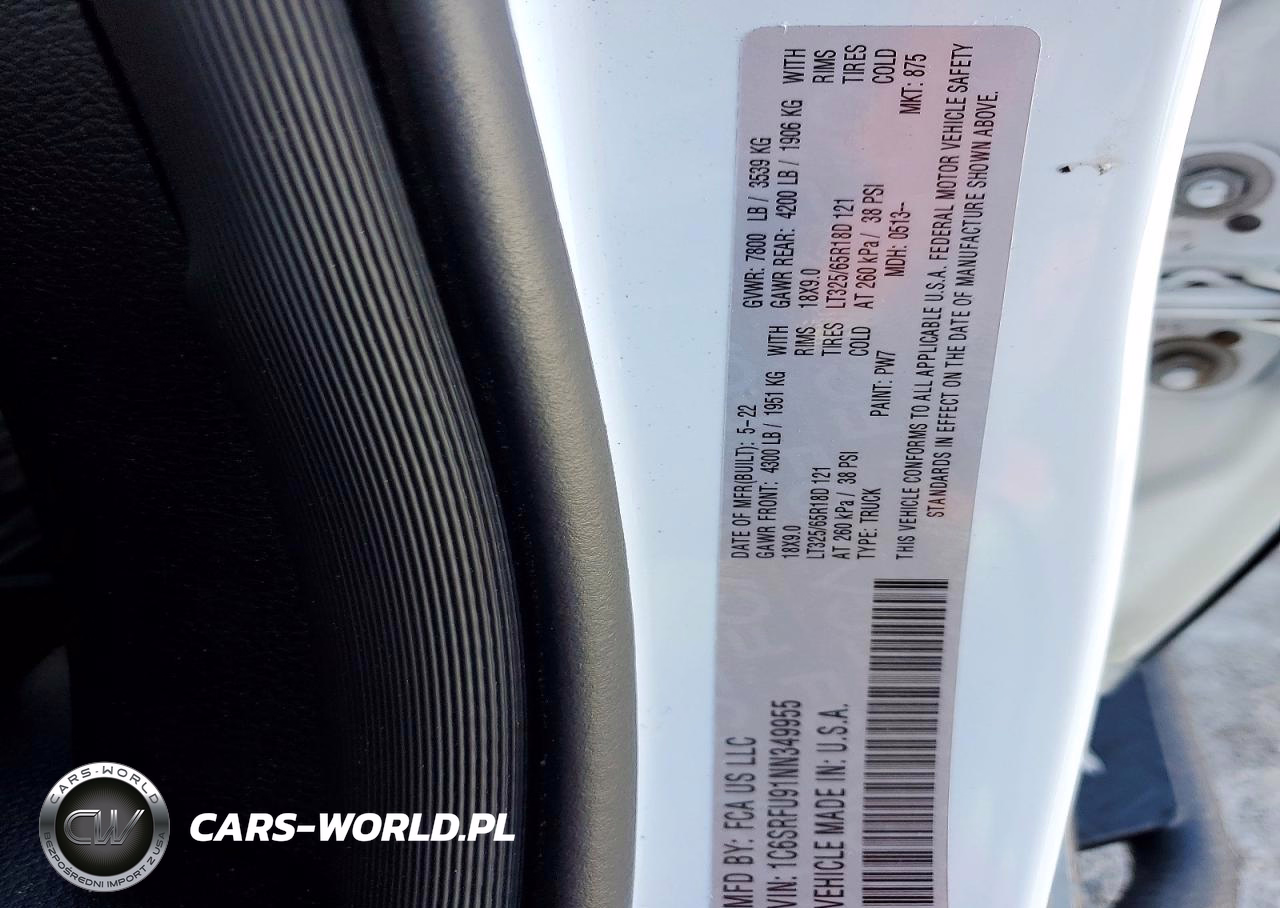 MFD BY: FCA US LLC
VIN: 1C6SRFU91NN349955
VEHICLE MADE IN: U.S.A.
DATE OF MFR(BUILT): 5-22 GVWR: 7800 LB / 3539 KG
GAWR FRONT: 4300 LB / 1951 KG WITH GAWR REAR: 4200 LB / 1906 KG WITH
18X9.0 RIMS 18X9.0 RIMS
LT325/65R18D 121 TIRES LT325/65R18D 121 TIRES
AT 260 kPa / 38 PSI COLD AT 260 kPa / 38 PSI COLD
TYPE: TRUCK PAINT: PW7 MDH: 0513-- MKT: 875
THIS VEHICLE CONFORMS TO ALL APPLICABLE U.S.A. FEDERAL MOTOR VEHICLE SAFETY
STANDARDS IN EFFECT ON THE DATE OF MANUFACTURE SHOWN ABOVE.
CARS-WORLD
CW
BEZPOŚREDNI IMPORT Z USA
CARS-WORLD.PL